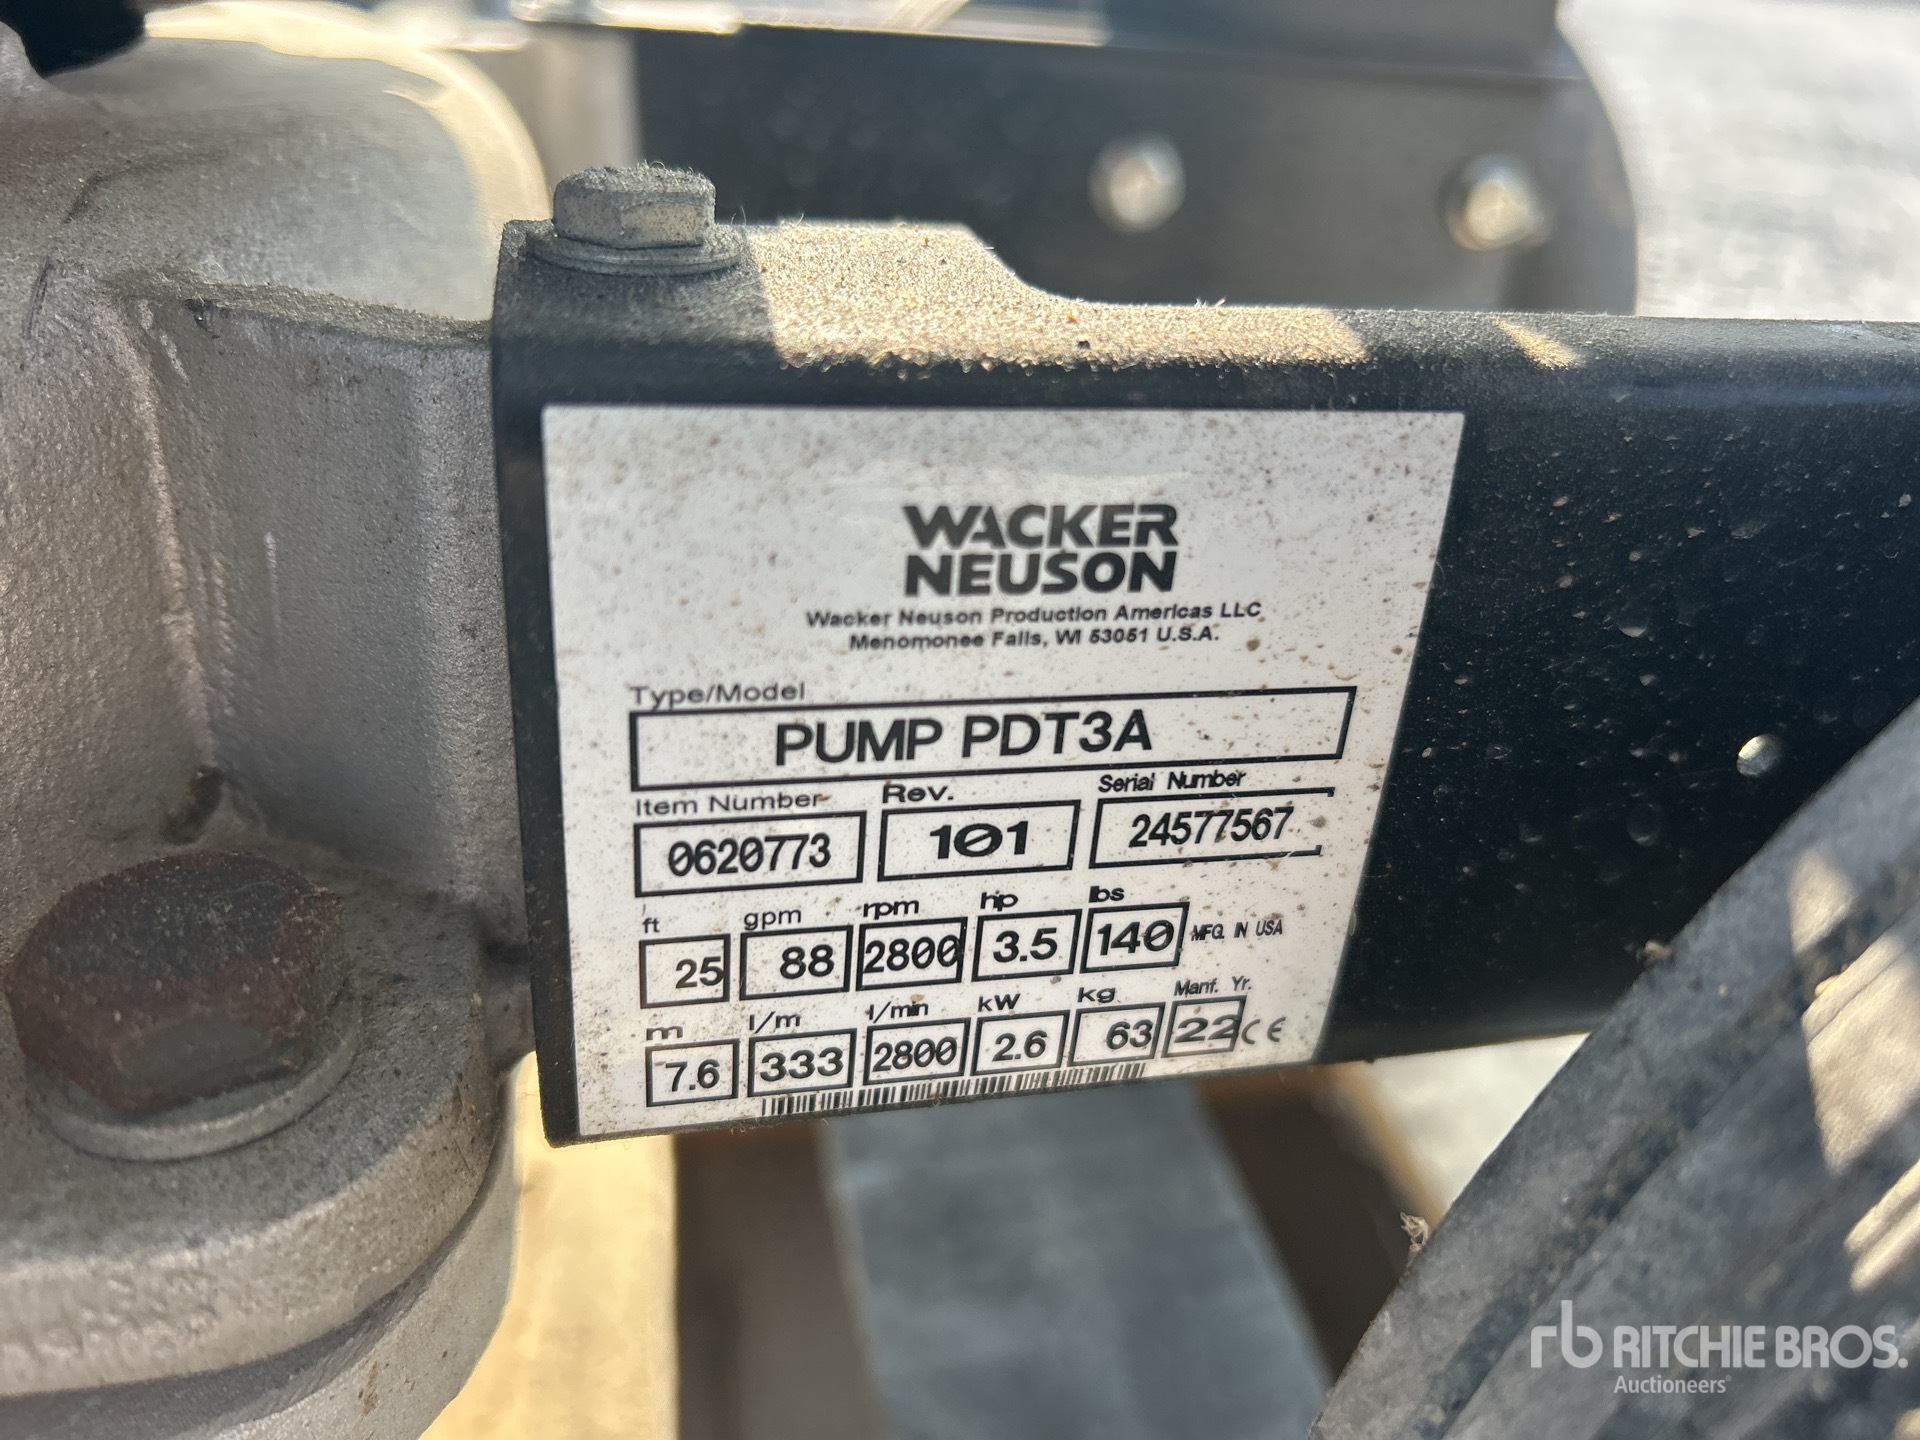 WACKER
NEUSON
Wacker Neuson Production Americas LLC
Menomonee Falls, WI 53051 U.S.A.
Type/Model
PUMP PDT3A
Item Number Rev. Serial Number
0620773 101 24577567
ft gpm rpm hp lbs
25 88 2800 3.5 140 MFG. IN USA
m l/m 1/min kW kg Manf. Yr.
7.6 333 2800 2.6 63 22 CE
rb RITCHIE BROS.
Auctioneers